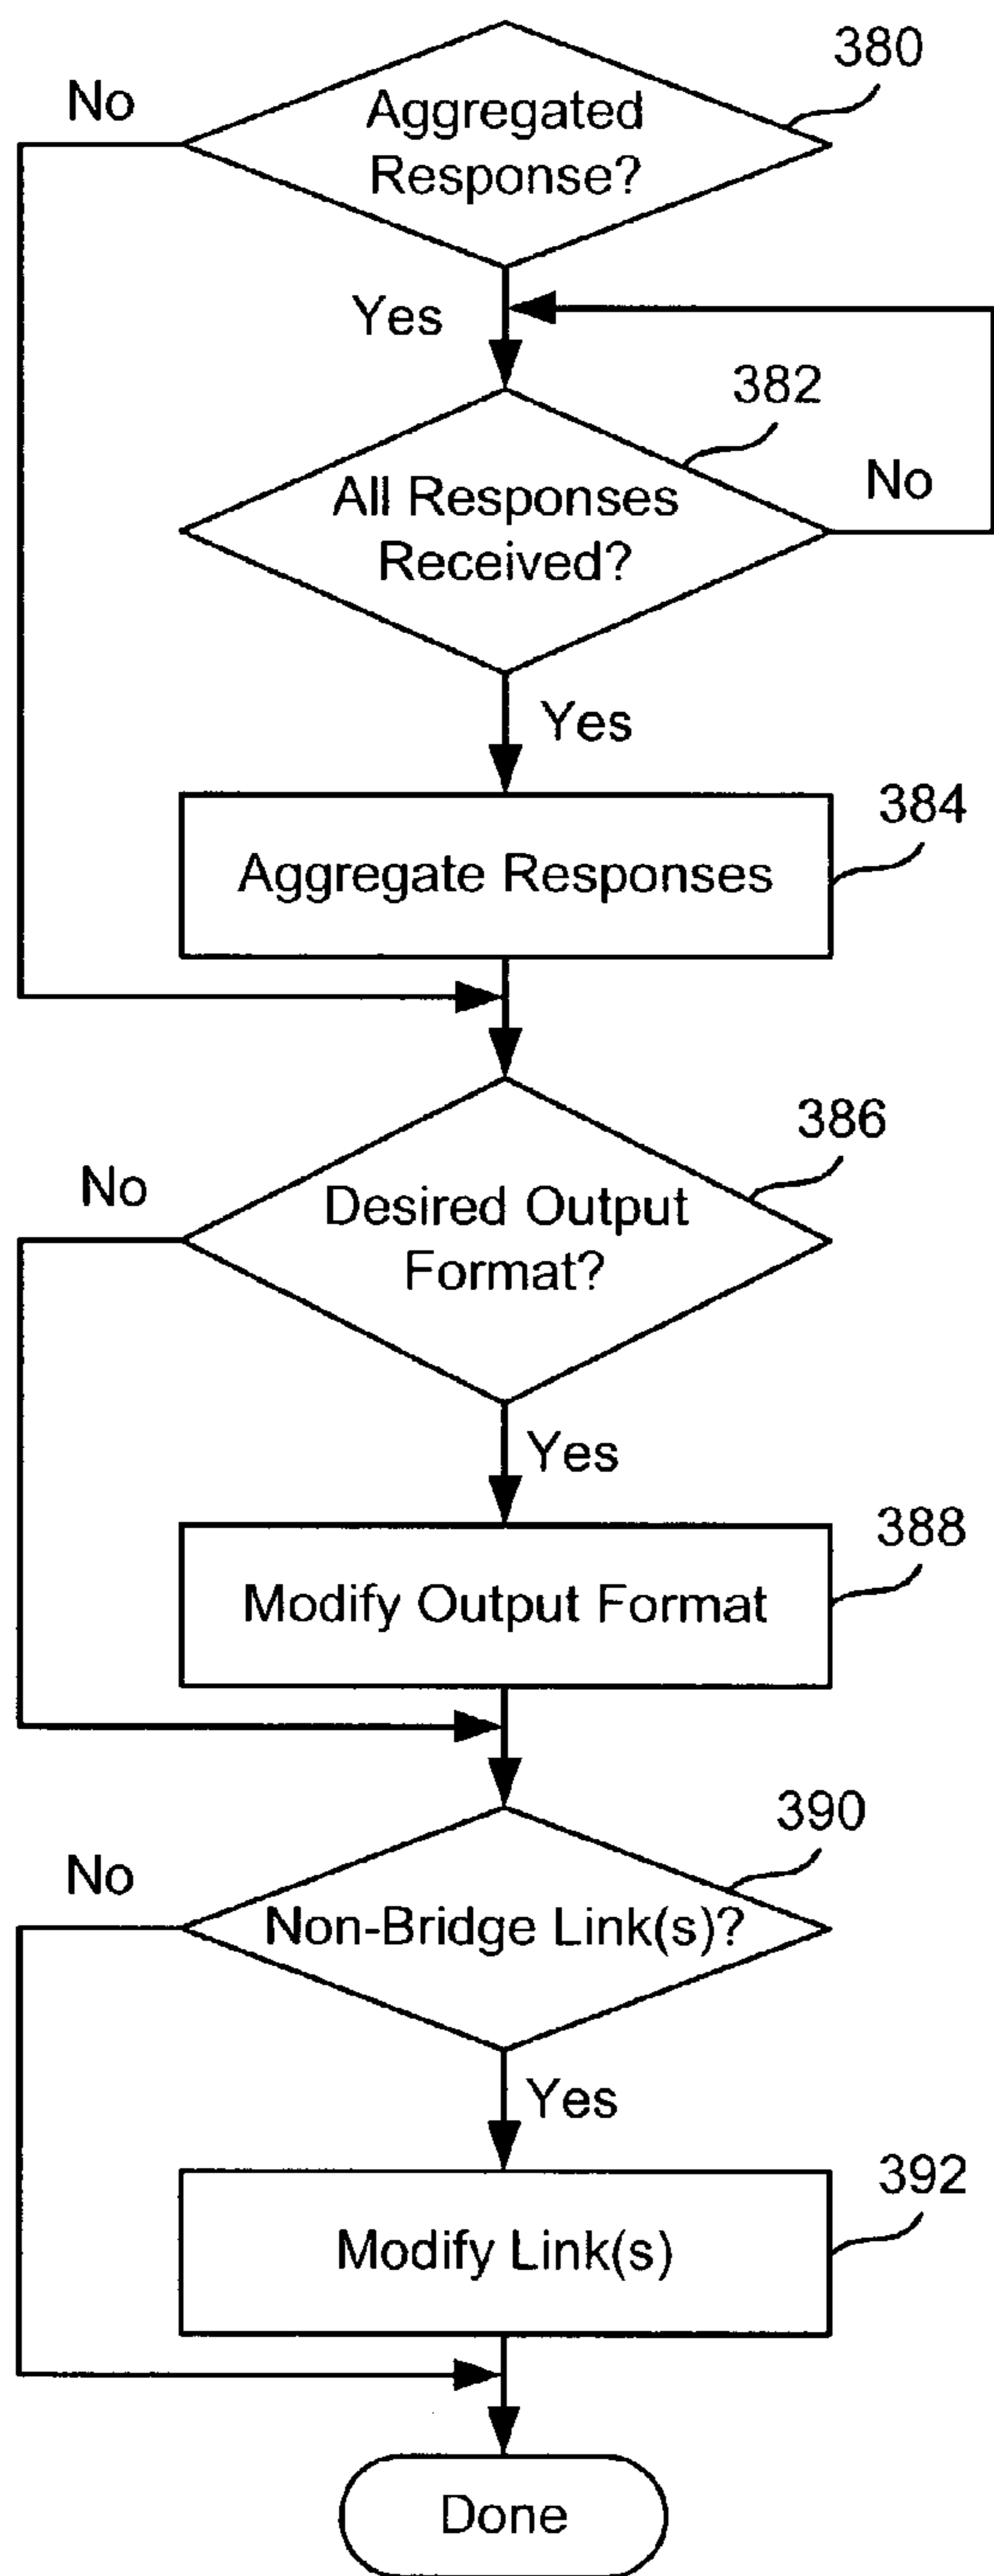 380
No
Aggregated
Response?
Yes
382
All Responses
Received?
No
Yes
384
Aggregate Responses
386
No
Desired Output
Format?
Yes
388
Modify Output Format
390
No
Non-Bridge Link(s)?
Yes
392
Modify Link(s)
Done